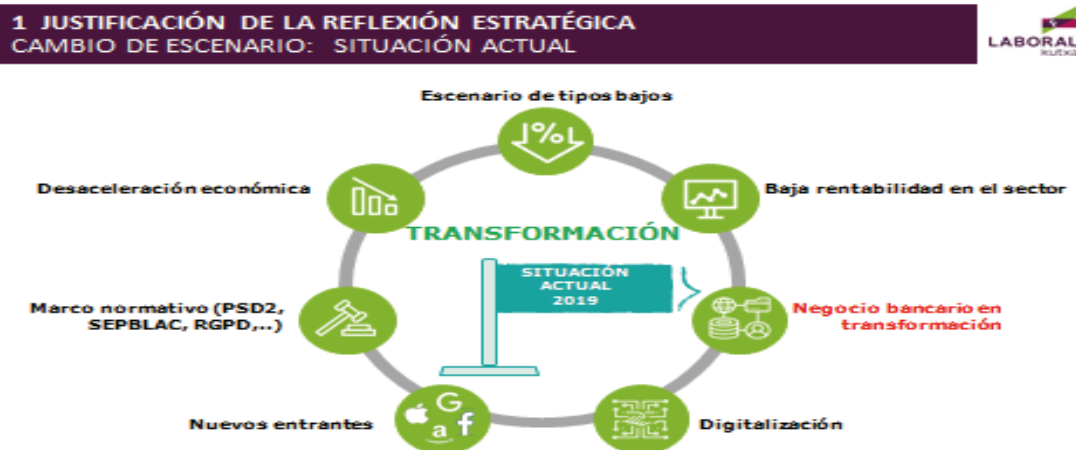 1 JUSTIFICACIÓN DE LA REFLEXIÓN ESTRATÉGICA
CAMBIO DE ESCENARIO: SITUACIÓN ACTUAL
LABORAL
kutxa
Escenario de tipos bajos
%
Desaceleración económica
Baja rentabilidad en el sector
TRANSFORMACIÓN
SITUACIÓN
ACTUAL
2019
Marco normativo (PSD2,
SEPBLAC, RGPD,..)
Negocio bancario en
transformación
Nuevos entrantes
G
a f
Digitalización